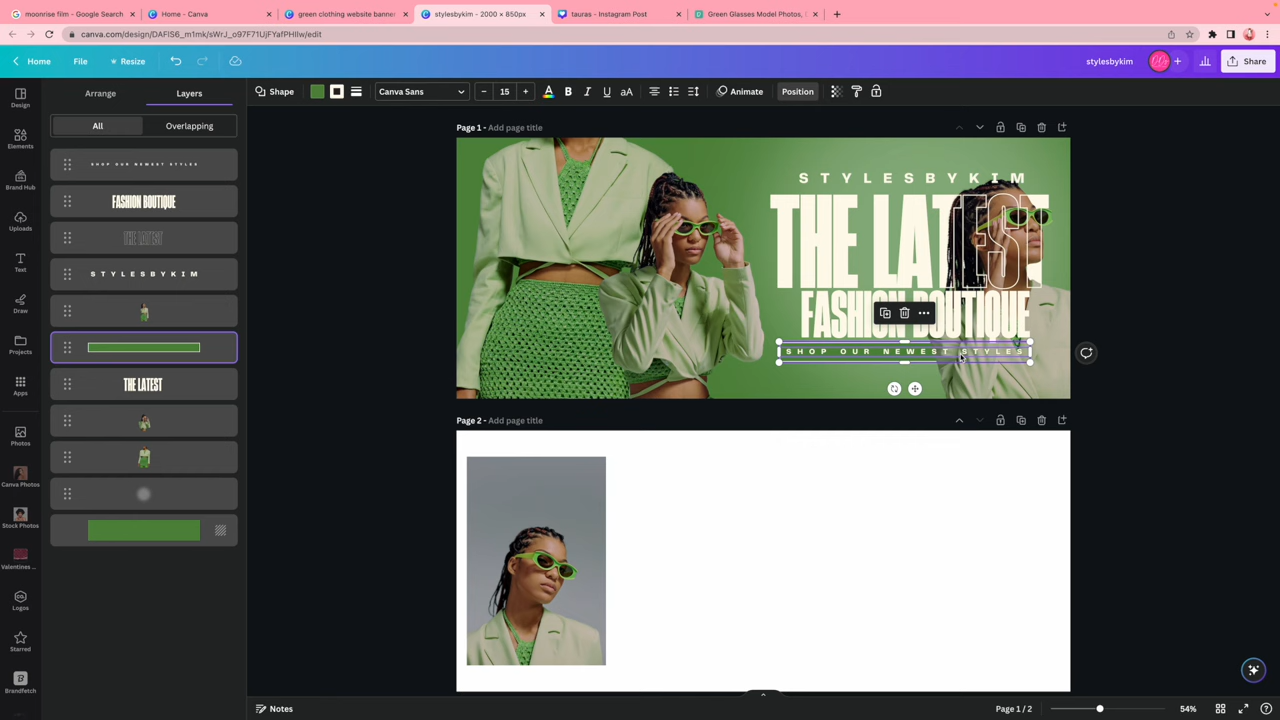 moonrise film - Google Search
Home - Canva
green clothing website banner
stylesbykim - 2000 × 850px
tauras - Instagram Post
Green Glasses Model Photos, D
canva.com/design/DAFlS6_m1mk/sWrJ_o97F71UjFYafPHIlw/edit
Home
File
Resize
stylesbykim
Share
Design
Elements
Brand Hub
Uploads
Text
Draw
Projects
Apps
Photos
Canva Photos
Stock Photos
Valentines ...
Logos
Starred
Brandfetch
Arrange
Layers
All
Overlapping
SHOP OUR NEWEST STYLES
FASHION BOUTIQUE
THE LATEST
STYLESBYKIM
THE LATEST
Shape
Canva Sans
15
A
B
I
U
aA
Animate
Position
Page 1 - Add page title
STYLESBYKIM
THE LATEST
FASHION BOUTIQUE
SHOP OUR NEWEST STYLES
Page 2 - Add page title
Notes
Page 1 / 2
54%